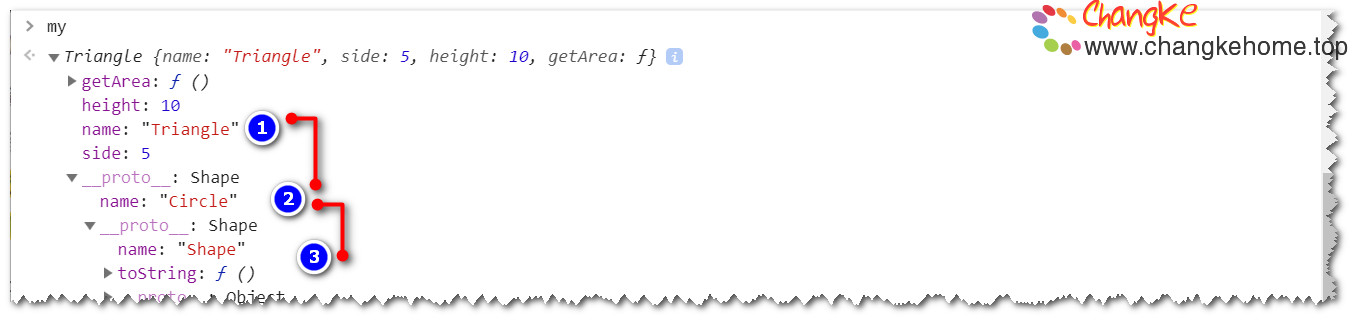 ChangKe
www.changkehome.top
> my
Triangle {name: "Triangle", side: 5, height: 10, getArea: ƒ} i
getArea: ƒ ()
height: 10
name: "Triangle" 1
side: 5
__proto__: Shape
name: "Circle" 2
__proto__: Shape
name: "Shape" 3
toString: ƒ ()
__proto__: Object